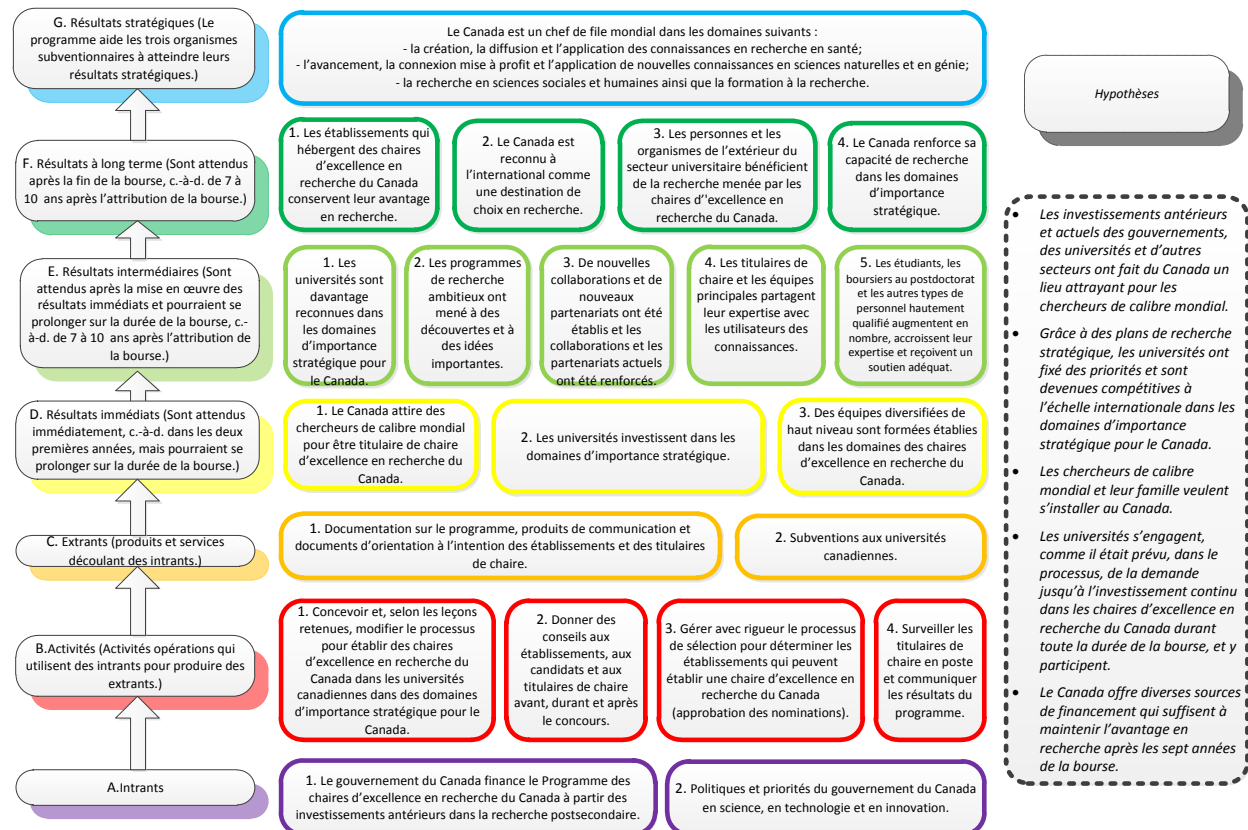 G. Résultats stratégiques (Le
programme aide les trois organismes
subventionnaires à atteindre leurs
résultats stratégiques.)
Le Canada est un chef de file mondial dans les domaines suivants :
- la création, la diffusion et l’application des connaissances en recherche en santé;
- l’avancement, la connexion mise à profit et l’application de nouvelles connaissances en sciences naturelles et en génie;
- la recherche en sciences sociales et humaines ainsi que la formation à la recherche.
F. Résultats à long terme (Sont attendus
après la fin de la bourse, c.-à-d. de 7 à
10 ans après l’attribution de la bourse.)
1. Les établissements qui
hébergent des chaires
d’excellence en
recherche du Canada
conservent leur avantage
en recherche.
2. Le Canada est
reconnu à
l’international comme
une destination de
choix en recherche.
3. Les personnes et les
organismes de l’extérieur du
secteur universitaire bénéficient
de la recherche menée par les
chaires d’'excellence en
recherche du Canada.
4. Le Canada renforce sa
capacité de recherche
dans les domaines
d’importance
stratégique.
E. Résultats intermédiaires (Sont
attendus après la mise en œuvre des
résultats immédiats et pourraient se
prolonger sur la durée de la bourse, c.-
à-d. de 7 à 10 ans après l’attribution de
la bourse.)
1. Les
universités sont
davantage
reconnues dans
les domaines
d’importance
stratégique pour
le Canada.
2. Les programmes
de recherche
ambitieux ont
mené à des
découvertes et à
des idées
importantes.
3. De nouvelles
collaborations et de
nouveaux
partenariats ont été
établis et les
collaborations et les
partenariats actuels
ont été renforcés.
4. Les titulaires de
chaire et les équipes
principales partagent
leur expertise avec
les utilisateurs des
connaissances.
5. Les étudiants, les
boursiers au postdoctorat
et les autres types de
personnel hautement
qualifié augmentent en
nombre, accroissent leur
expertise et reçoivent un
soutien adéquat.
D. Résultats immédiats (Sont attendus
immédiatement, c.-à-d. dans les deux
premières années, mais pourraient se
prolonger sur la durée de la bourse.)
1. Le Canada attire des
chercheurs de calibre mondial
pour être titulaire de chaire
d’excellence en recherche du
Canada.
2. Les universités investissent dans les
domaines d’importance stratégique.
3. Des équipes diversifiées de
haut niveau sont formées établies
dans les domaines des chaires
d’excellence en recherche du
Canada.
C. Extrants (produits et services
découlant des intrants.)
1. Documentation sur le programme, produits de communication et
documents d’orientation à l’intention des établissements et des titulaires
de chaire.
2. Subventions aux universités
canadiennes.
B.Activités (Activités opérations qui
utilisent des intrants pour produire des
extrants.)
1. Concevoir et, selon les leçons
retenues, modifier le processus
pour établir des chaires
d’excellence en recherche du
Canada dans les universités
canadiennes dans des domaines
d’importance stratégique pour le
Canada.
2. Donner des
conseils aux
établissements, aux
candidats et aux
titulaires de chaire
avant, durant et après
le concours.
3. Gérer avec rigueur le processus
de sélection pour déterminer les
établissements qui peuvent
établir une chaire d’excellence en
recherche du Canada
(approbation des nominations).
4. Surveiller les
titulaires de
chaire en poste
et communiquer
les résultats du
programme.
A.Intrants
1. Le gouvernement du Canada finance le Programme des
chaires d’excellence en recherche du Canada à partir des
investissements antérieurs dans la recherche postsecondaire.
2. Politiques et priorités du gouvernement du Canada
en science, en technologie et en innovation.
Hypothèses
• Les investissements antérieurs
et actuels des gouvernements,
des universités et d’autres
secteurs ont fait du Canada un
lieu attrayant pour les
chercheurs de calibre mondial.
• Grâce à des plans de recherche
stratégique, les universités ont
fixé des priorités et sont
devenues compétitives à
l’échelle internationale dans les
domaines d’importance
stratégique pour le Canada.
• Les chercheurs de calibre
mondial et leur famille veulent
s’installer au Canada.
• Les universités s’engagent,
comme il était prévu, dans le
processus, de la demande
jusqu’à l’investissement continu
dans les chaires d’excellence en
recherche du Canada durant
toute la durée de la bourse, et y
participent.
• Le Canada offre diverses sources
de financement qui suffisent à
maintenir l’avantage en
recherche après les sept années
de la bourse.